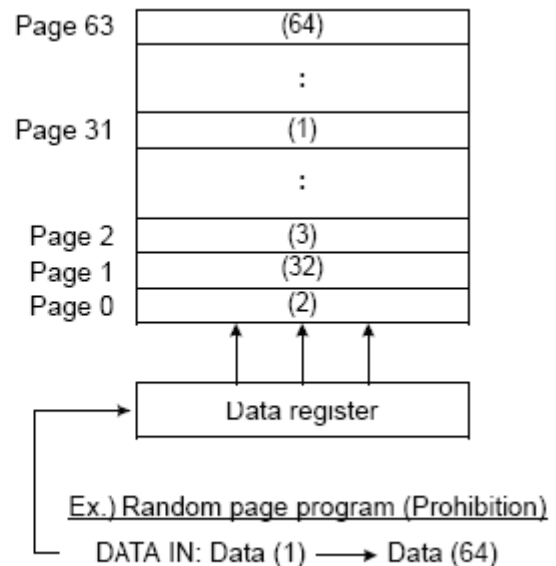 Page 63 (64)
:
Page 31 (1)
:
Page 2 (3)
Page 1 (32)
Page 0 (2)
Data register
Ex.) Random page program (Prohibition)
DATA IN: Data (1) → Data (64)